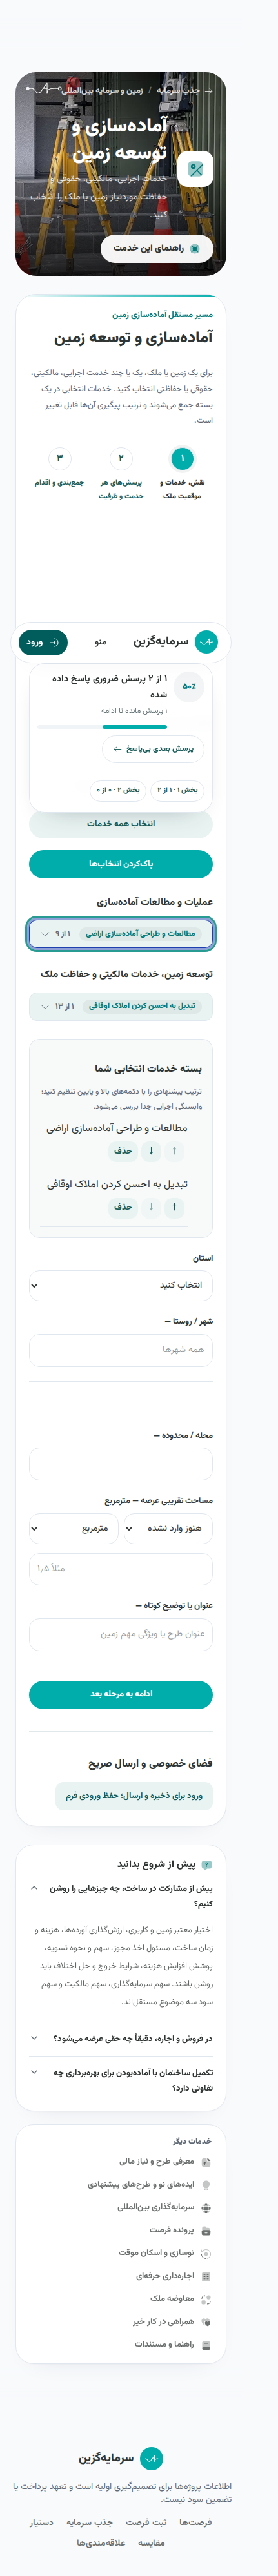 جذب سرمایه / زمین و سرمایه بین‌المللی
آماده‌سازی و
توسعه زمین
خدمات اجرایی، مالکیتی، حقوقی و
حفاظت موردنیاز زمین یا ملک را انتخاب
کنید.
راهنمای این خدمت
مسیر مستقل آماده‌سازی زمین
آماده‌سازی و توسعه زمین
برای یک زمین یا ملک، یک یا چند خدمت اجرایی، مالکیتی،
حقوقی یا حفاظتی انتخاب کنید. خدمات انتخابی در یک
بسته جمع می‌شوند و ترتیب پیگیری آن‌ها قابل تغییر
است.
۱
نقش، خدمات و
موقعیت ملک
۲
پرسش‌های هر
خدمت و ظرفیت
۳
جمع‌بندی و اقدام
سرمایه‌گزین
منو
ورود
۵۰٪
۱ از ۲ پرسش ضروری پاسخ داده
شده
۱ پرسش مانده تا ادامه
پرسش بعدی بی‌پاسخ
بخش ۱ · ۱ از ۲
بخش ۲ · ۰ از ۰
انتخاب همه خدمات
پاک‌کردن انتخاب‌ها
عملیات و مطالعات آماده‌سازی
مطالعات و طراحی آماده‌سازی اراضی
۱ از ۹
توسعه زمین، خدمات مالکیتی و حفاظت ملک
تبدیل به احسن کردن املاک اوقافی
۱ از ۱۳
بسته خدمات انتخابی شما
ترتیب پیشنهادی را با دکمه‌های بالا و پایین تنظیم کنید؛
وابستگی اجرایی جدا بررسی می‌شود.
مطالعات و طراحی آماده‌سازی اراضی
↑ ↓ حذف
تبدیل به احسن کردن املاک اوقافی
↑ ↓ حذف
استان
انتخاب کنید
شهر / روستا —
همه شهرها
محله / محدوده —
مساحت تقریبی عرصه — مترمربع
هنوز وارد نشده
مترمربع
مثلاً ۱٫۵
عنوان یا توضیح کوتاه —
عنوان طرح یا ویژگی مهم زمین
ادامه به مرحله بعد
فضای خصوصی و ارسال صریح
ورود برای ذخیره و ارسال؛ حفظ ورودی فرم
پیش از شروع بدانید
پیش از مشارکت در ساخت، چه چیزهایی را روشن
کنیم؟
اختیار معتبر زمین و کاربری، ارزش‌گذاری آورده‌ها، هزینه و
زمان ساخت، مسئول اخذ مجوز، سهم و نحوه تسویه،
پوشش افزایش هزینه، شرایط خروج و حل اختلاف باید
روشن باشند. سهم سرمایه‌گذاری، سهم مالکیت و سهم
سود سه موضوع مستقل‌اند.
در فروش و اجاره، دقیقاً چه حقی عرضه می‌شود؟
تکمیل ساختمان با آماده‌بودن برای بهره‌برداری چه
تفاوتی دارد؟
خدمات دیگر
معرفی طرح و نیاز مالی
ایده‌های نو و طرح‌های پیشنهادی
سرمایه‌گذاری بین‌المللی
پرونده فرصت
نوسازی و اسکان موقت
اجاره‌داری حرفه‌ای
معاوضه ملک
همراهی در کار خیر
راهنما و مستندات
سرمایه‌گزین
اطلاعات پروژه‌ها برای تصمیم‌گیری اولیه است و تعهد پرداخت یا
تضمین سود نیست.
فرصت‌ها ثبت فرصت جذب سرمایه دستیار
مقایسه علاقه‌مندی‌ها